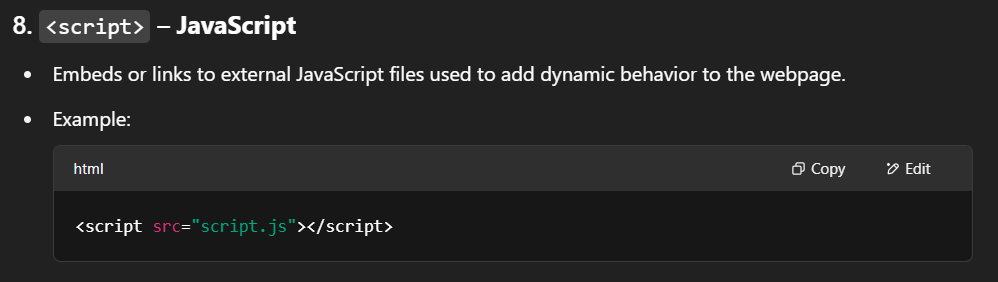 8. <script> – JavaScript
• Embeds or links to external JavaScript files used to add dynamic behavior to the webpage.
• Example:
html Copy Edit
<script src="script.js"></script>